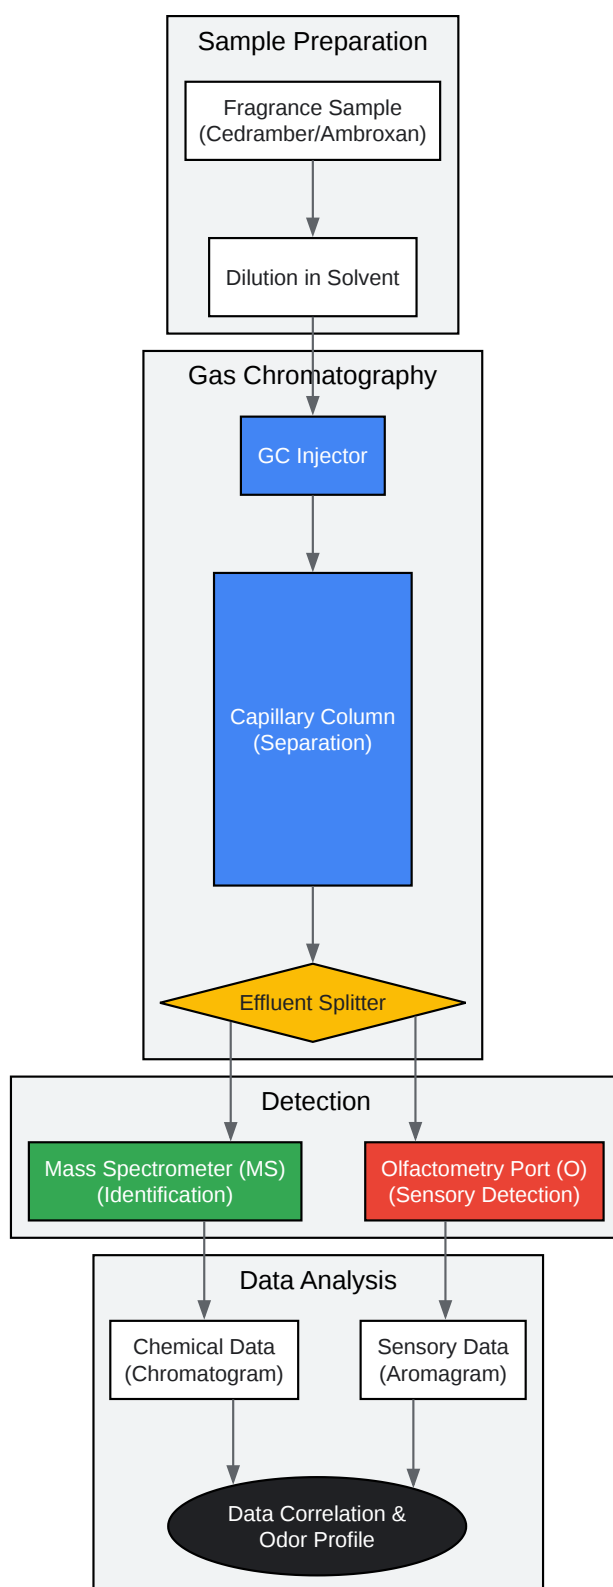 Sample Preparation
Fragrance Sample
(Cedramber/Ambroxan)
Dilution in Solvent
Gas Chromatography
GC Injector
Capillary Column
(Separation)
Effluent Splitter
Detection
Mass Spectrometer (MS)
(Identification)
Olfactometry Port (O)
(Sensory Detection)
Data Analysis
Chemical Data
(Chromatogram)
Sensory Data
(Aromagram)
Data Correlation &
Odor Profile